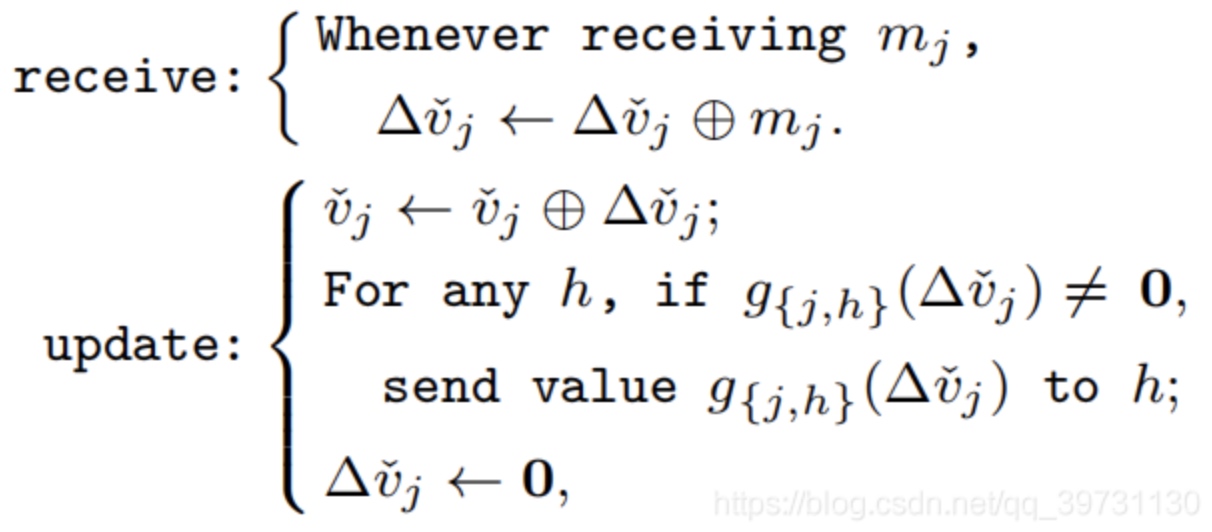 receive: { Whenever receiving m_j ,
Δv̌_j ← Δv̌_j ⊕ m_j.
v̌_j ← v̌_j ⊕ Δv̌_j;
For any h, if g_{j,h}(Δv̌_j) ≠ 0,
update: { send value g_{j,h}(Δv̌_j) to h;
Δv̌_j ← 0,
https://blog.csdn.net/qq_39731130